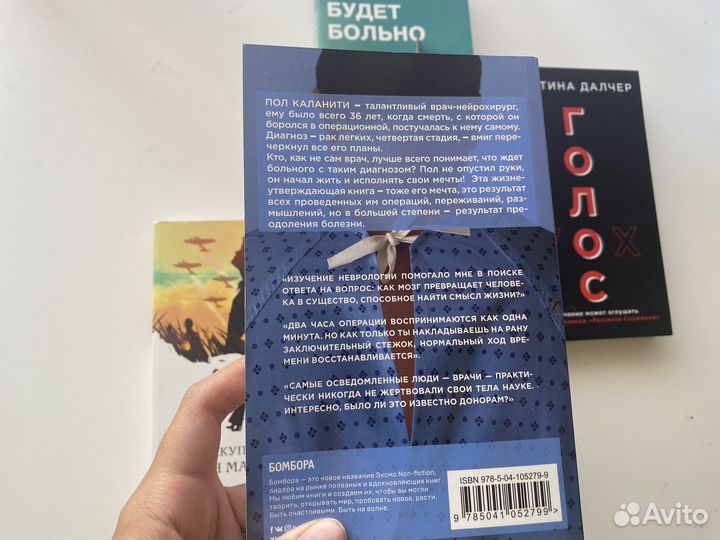 БУДЕТ
БОЛЬНО
ТИНА ДАЛЧЕР
ГОЛОС
Х
ПОЛ КАЛАНИТИ – талантливый врач-нейрохирург,
ему было всего 36 лет, когда смерть, с которой он
боролся в операционной, постучалась к нему самому.
Диагноз – рак легких, четвертая стадия, – вмиг пере-
черкнул все его планы.
Кто, как не сам врач, лучше всего понимает, что ждет
больного с таким диагнозом? Пол не опустил руки,
он начал жить и исполнять свои мечты! Эта жизне-
утверждающая книга – тоже его мечта, это результат
всех проведенных им операций, переживаний, раз-
мышлений, но в большей степени – результат пре-
одоления болезни.
«ИЗУЧЕНИЕ НЕВРОЛОГИИ ПОМОГАЛО МНЕ В ПОИСКЕ
ОТВЕТА НА ВОПРОС: КАК МОЗГ ПРЕВРАЩАЕТ ЧЕЛОВЕ-
КА В СУЩЕСТВО, СПОСОБНОЕ НАЙТИ СМЫСЛ ЖИЗНИ?»
«ДВА ЧАСА ОПЕРАЦИИ ВОСПРИНИМАЮТСЯ КАК ОДНА
МИНУТА. НО КАК ТОЛЬКО ТЫ НАКЛАДЫВАЕШЬ НА РАНУ
ЗАКЛЮЧИТЕЛЬНЫЙ СТЕЖОК, НОРМАЛЬНЫЙ ХОД ВРЕ-
МЕНИ ВОССТАНАВЛИВАЕТСЯ».
«САМЫЕ ОСВЕДОМЛЕННЫЕ ЛЮДИ – ВРАЧИ – ПРАКТИ-
ЧЕСКИ НИКОГДА НЕ ЖЕРТВОВАЛИ СВОИ ТЕЛА НАУКЕ.
ИНТЕРЕСНО, БЫЛО ЛИ ЭТО ИЗВЕСТНО ДОНОРАМ?»
мания может оглушить
«Рассказа Служанки»
КУП
МА
БОМБОРА
Бомбора – это новое название Эксмо Non-fiction,
лидера на рынке полезных и вдохновляющих книг
Мы любим книги и создаем их, чтобы вы могли
творить, открывать мир, пробовать новое, расти.
Быть счастливыми. Быть на волне.
ISBN 978-5-04-105279-9
9 785041 052799 >
Avito